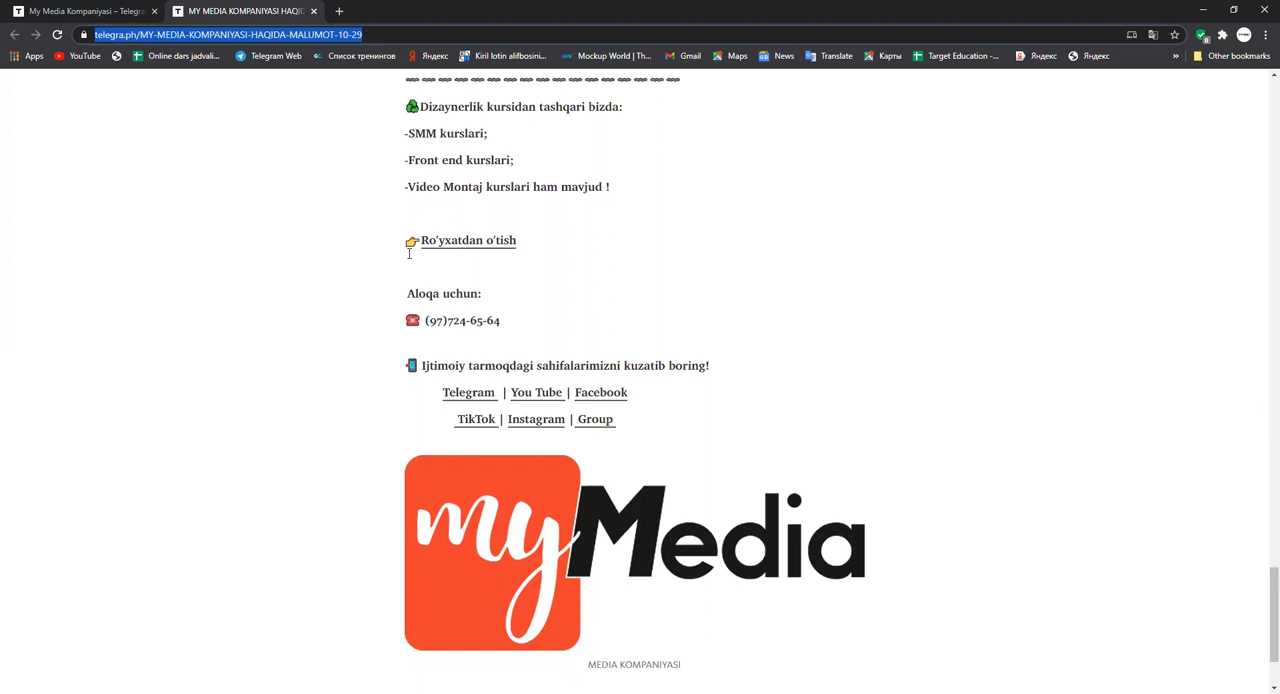 My Media Kompaniyasi – Telegra
MY MEDIA KOMPANIYASI HAQID
telegra.ph/MY-MEDIA-KOMPANIYASI-HAQIDA-MALUMOT-10-29
Apps YouTube Online dars jadvali... Telegram Web Список трекингов Яндекс Kiril lotin alifbosini... Mockup World | Th... Gmail Maps News Translate Карты Target Education -... Яндекс Яндекс » Other bookmarks
Dizaynerlik kursidan tashqari bizda:
-SMM kurslari;
-Front end kurslari;
-Video Montaj kurslari ham mavjud !
Ro'yxatdan o'tish
Aloqa uchun:
(97)724-65-64
Ijtimoiy tarmoqdagi sahifalarimizni kuzatib boring!
Telegram | You Tube | Facebook
TikTok | Instagram | Group
myMedia
MEDIA KOMPANIYASI